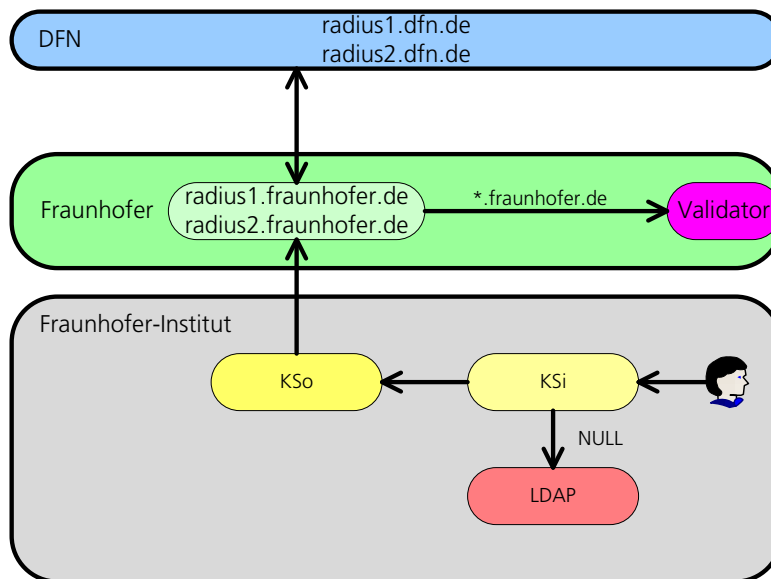 DFN
radius1.dfn.de
radius2.dfn.de
Fraunhofer
radius1.fraunhofer.de
radius2.fraunhofer.de
*.fraunhofer.de
Validator
Fraunhofer-Institut
KSo
KSi
NULL
LDAP